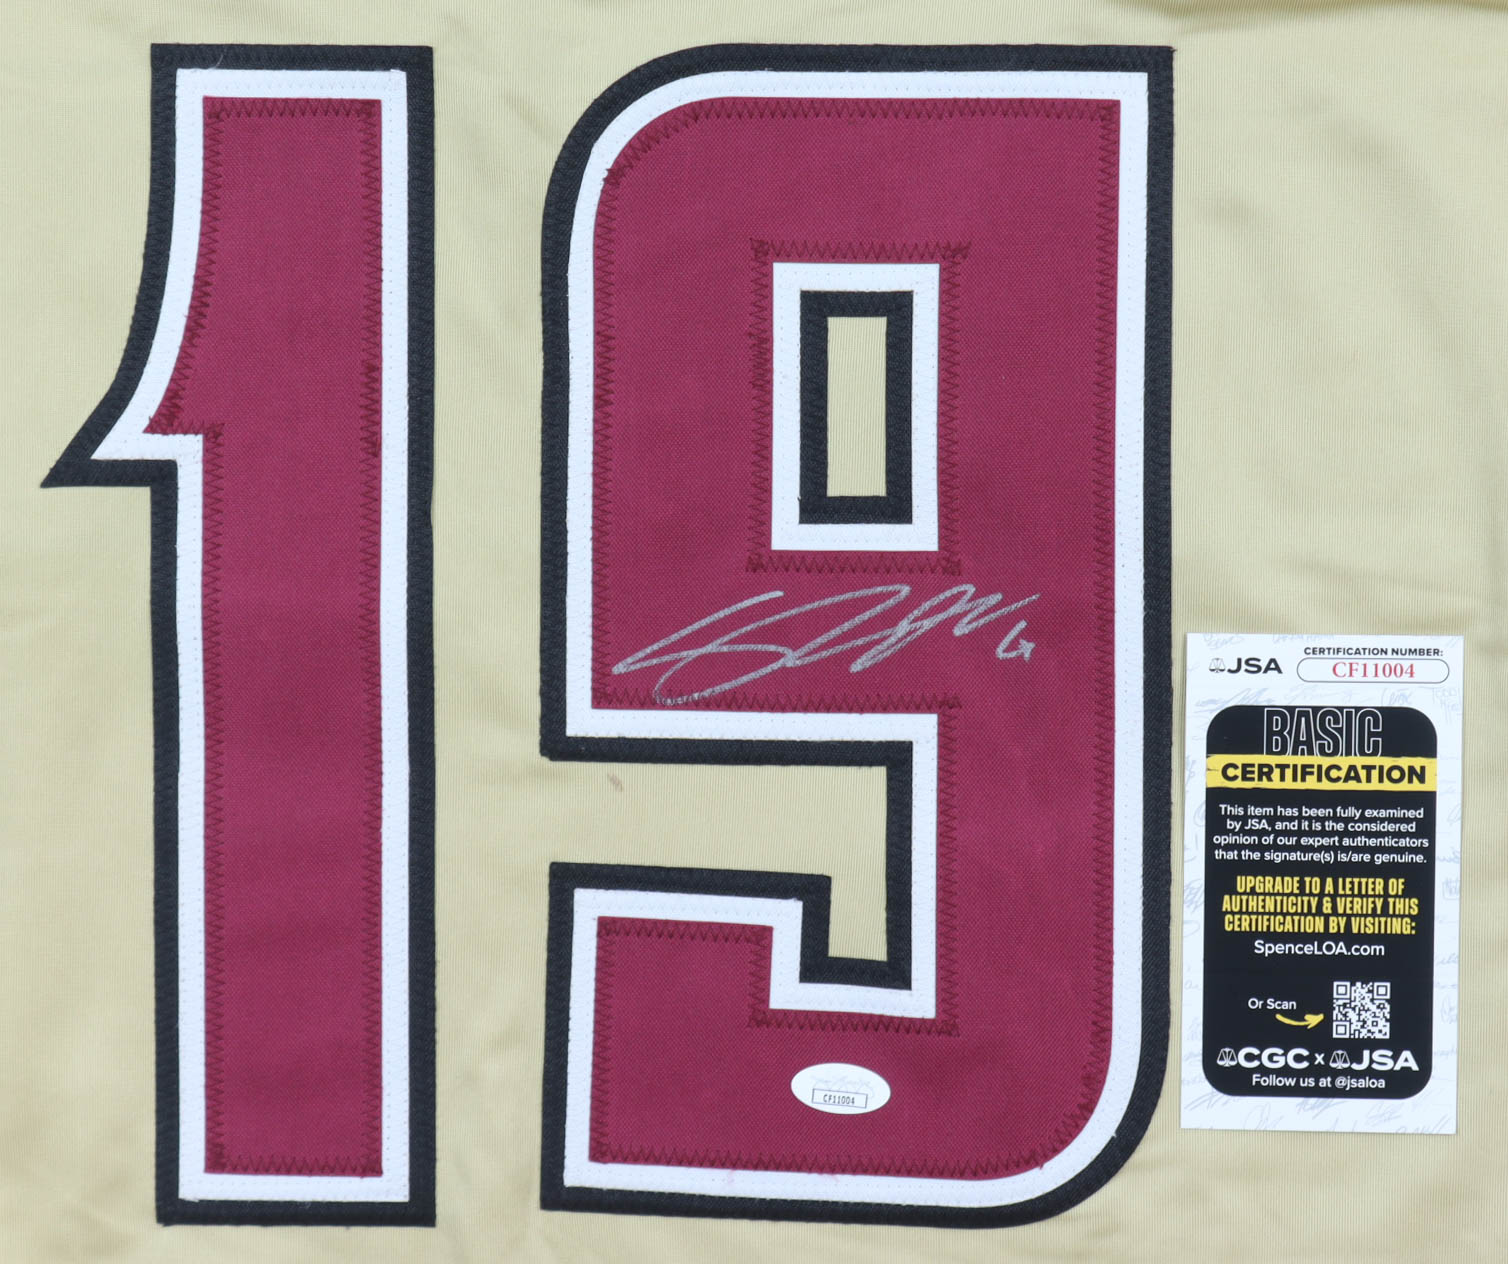 19
JSA
CERTIFICATION NUMBER:
CF11004
BASIC
CERTIFICATION
This item has been fully examined
by JSA, and it is the considered
opinion of our expert authenticators
that the signature(s) is/are genuine.
UPGRADE TO A LETTER OF
AUTHENTICITY & VERIFY THIS
CERTIFICATION BY VISITING:
SpenceLOA.com
Or Scan
CGC x JSA
Follow us at @jsaloa
CF11004